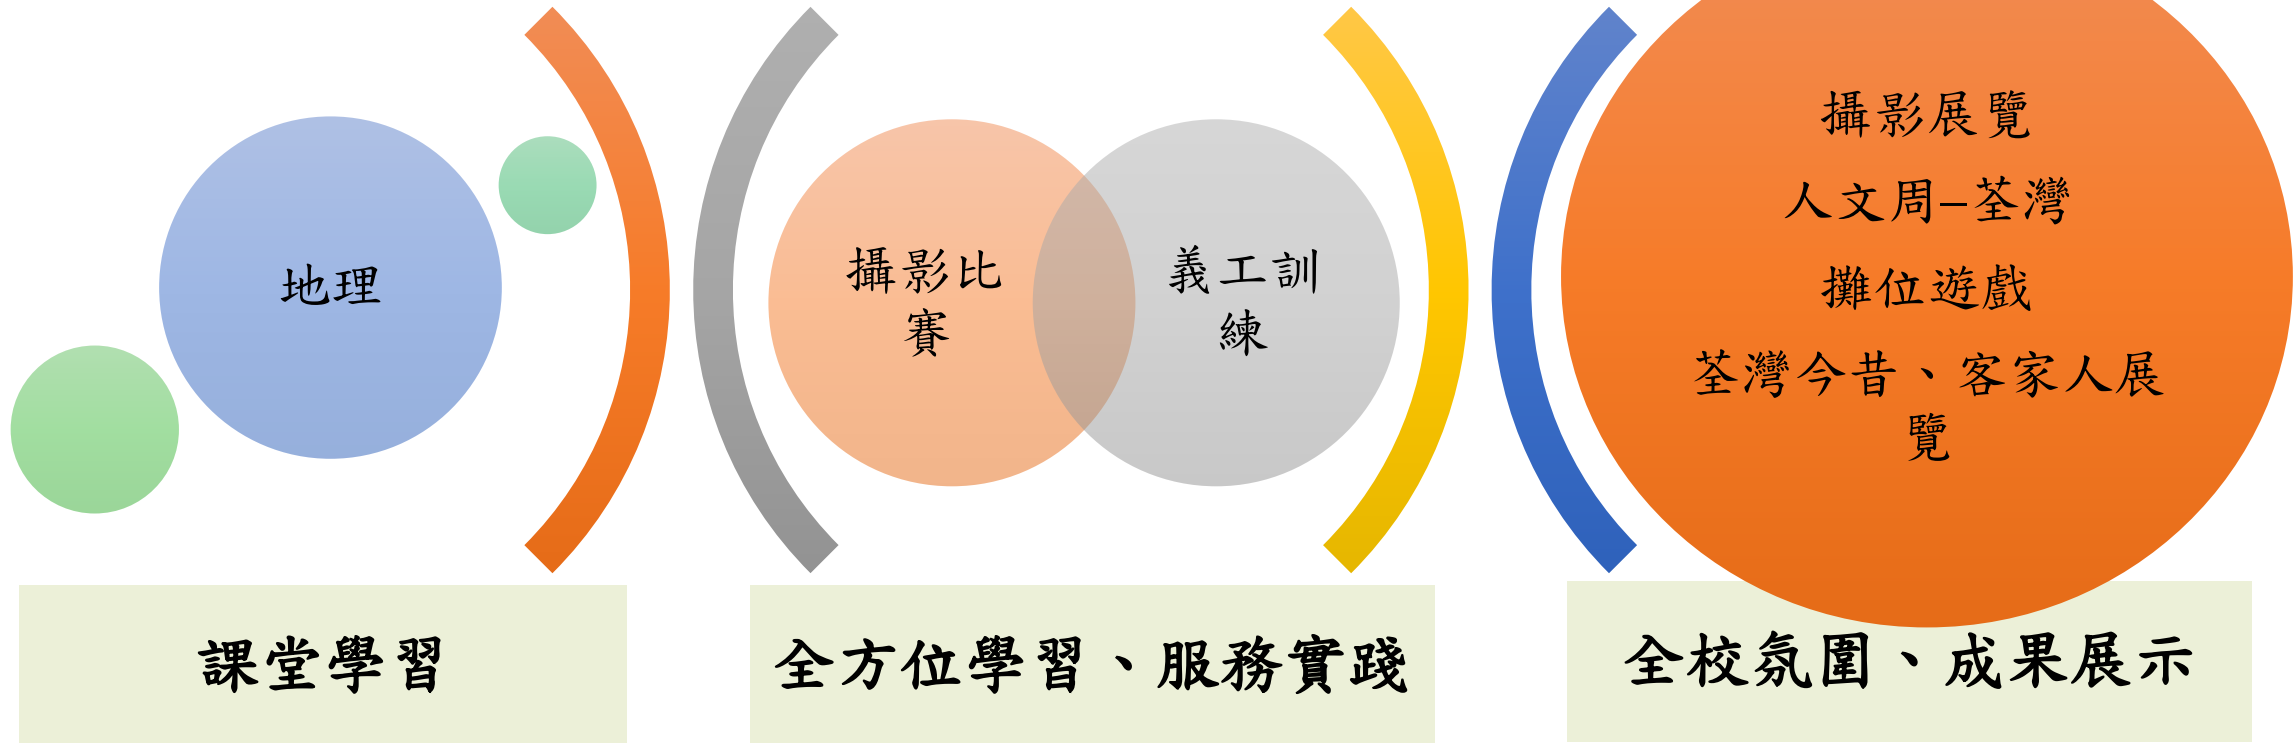 地理
攝影比
賽
義工訓
練
攝影展覽
人文周–荃灣
攤位遊戲
荃灣今昔、客家人展
覽
課堂學習
全方位學習、服務實踐
全校氛圍、成果展示